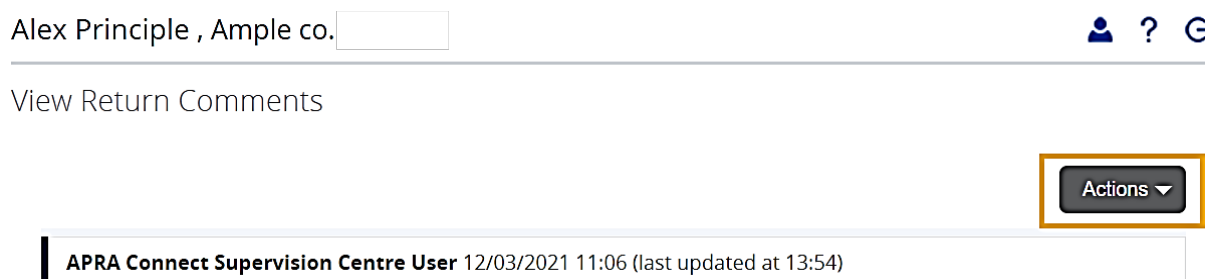 Alex Principle , Ample co.
?
View Return Comments
Actions
APRA Connect Supervision Centre User 12/03/2021 11:06 (last updated at 13:54)